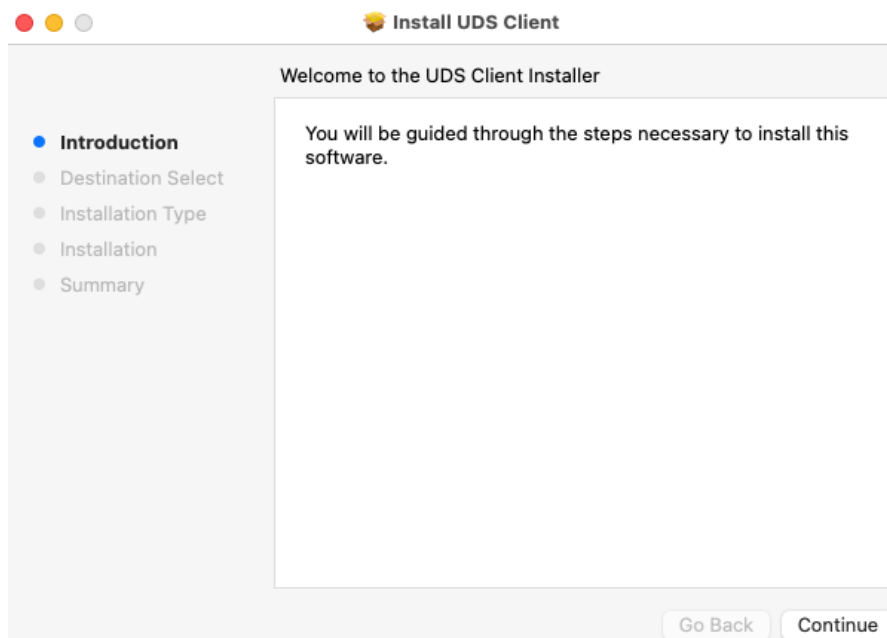 Install UDS Client
Welcome to the UDS Client Installer
Introduction
Destination Select
Installation Type
Installation
Summary
You will be guided through the steps necessary to install this
software.
Go Back
Continue